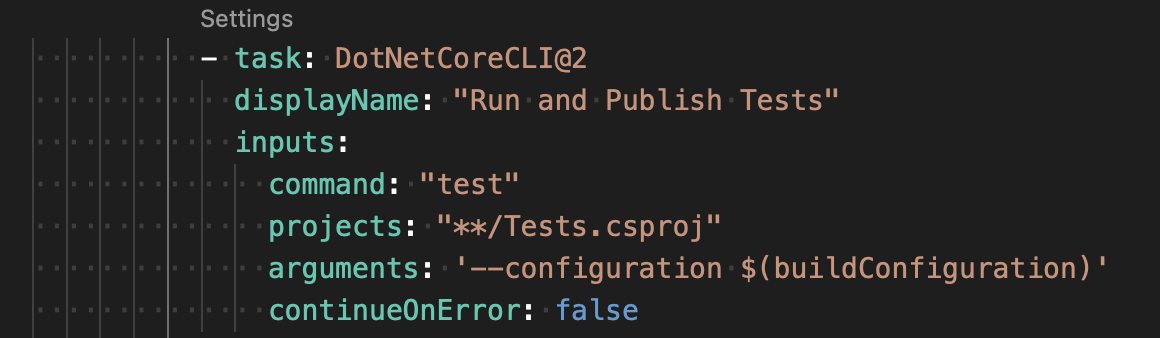 Settings
- task: DotNetCoreCLI@2
displayName: "Run and Publish Tests"
inputs:
command: "test"
projects: "**/Tests.csproj"
arguments: '--configuration $(buildConfiguration)'
continueOnError: false